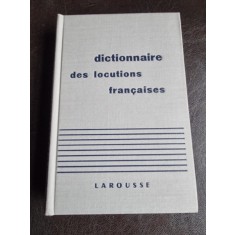 dictionnaire
des locutions
françaises
LAROUSSE